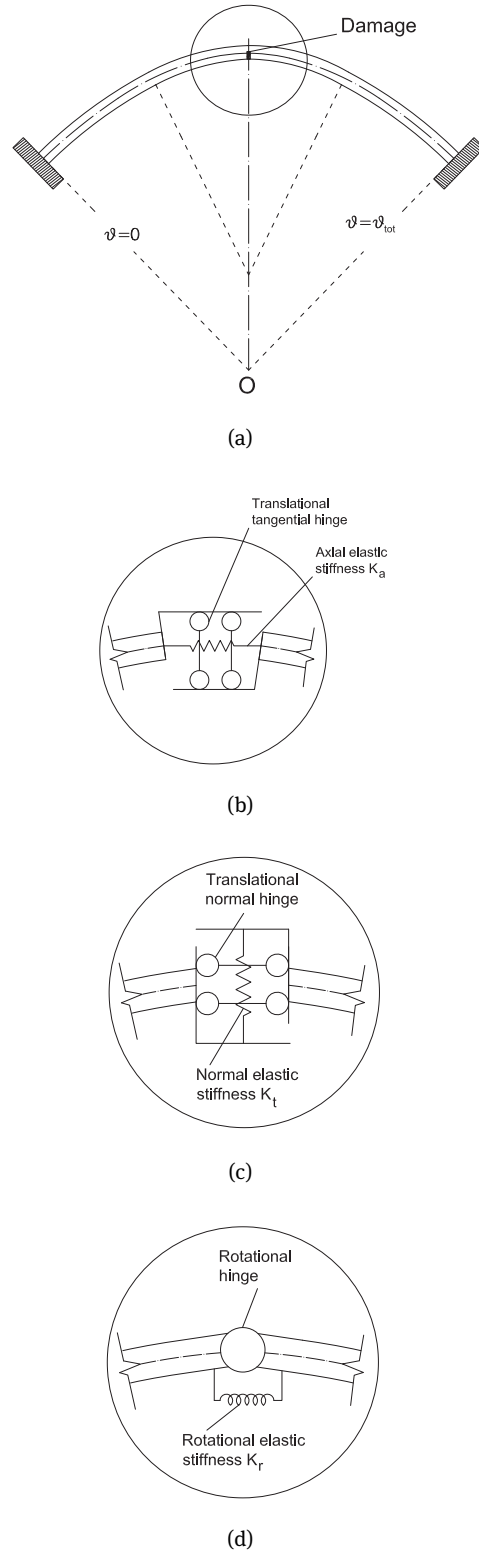 Damage
ϑ=0
ϑ=ϑtot
O
(a)
Translational
tangential hinge
Axial elastic
stiffness Ka
(b)
Translational
normal hinge
Normal elastic
stiffness Kt
(c)
Rotational
hinge
Rotational elastic
stiffness Kr
(d)